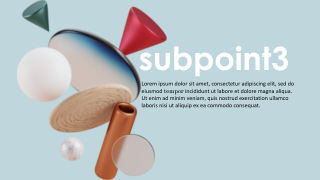 subpoint3
Lorem ipsum dolor sit amet, consectetur adipiscing elit, sed do
eiusmod tempor incididunt ut labore et dolore magna aliqua.
Ut enim ad minim veniam, quis nostrud exercitation ullamco
laboris nisi ut aliquip ex ea commodo consequat.